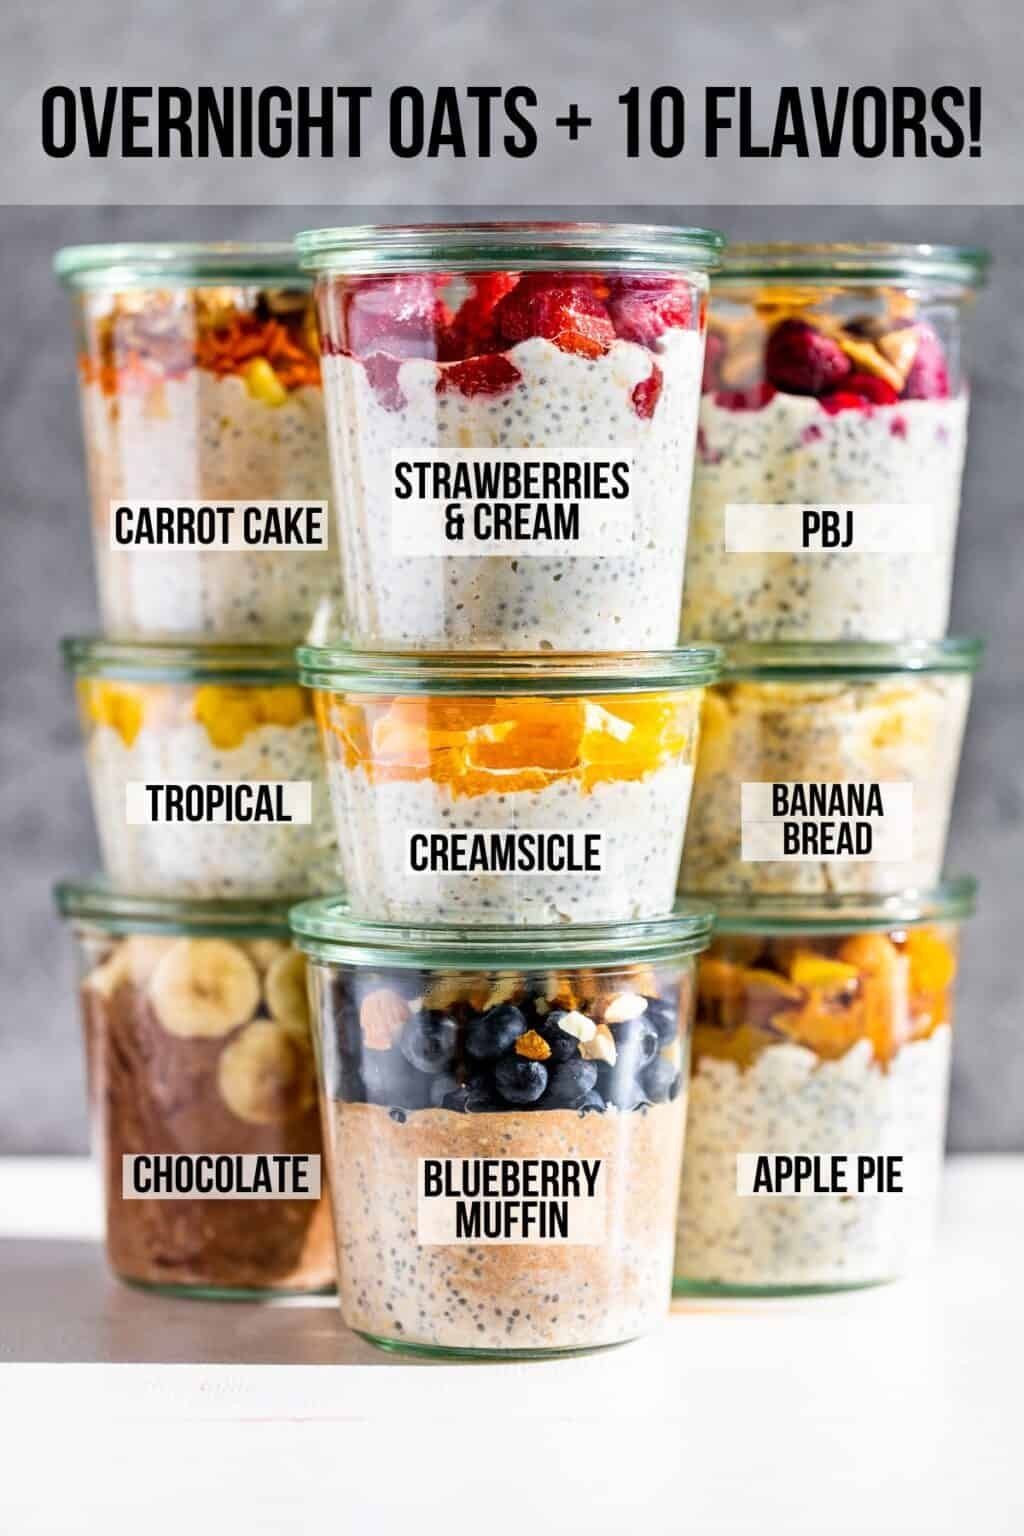 OVERNIGHT OATS + 10 FLAVORS!
CARROT CAKE
STRAWBERRIES
& CREAM
PBJ
TROPICAL
CREAMSICLE
BANANA
BREAD
CHOCOLATE
BLUEBERRY
MUFFIN
APPLE PIE